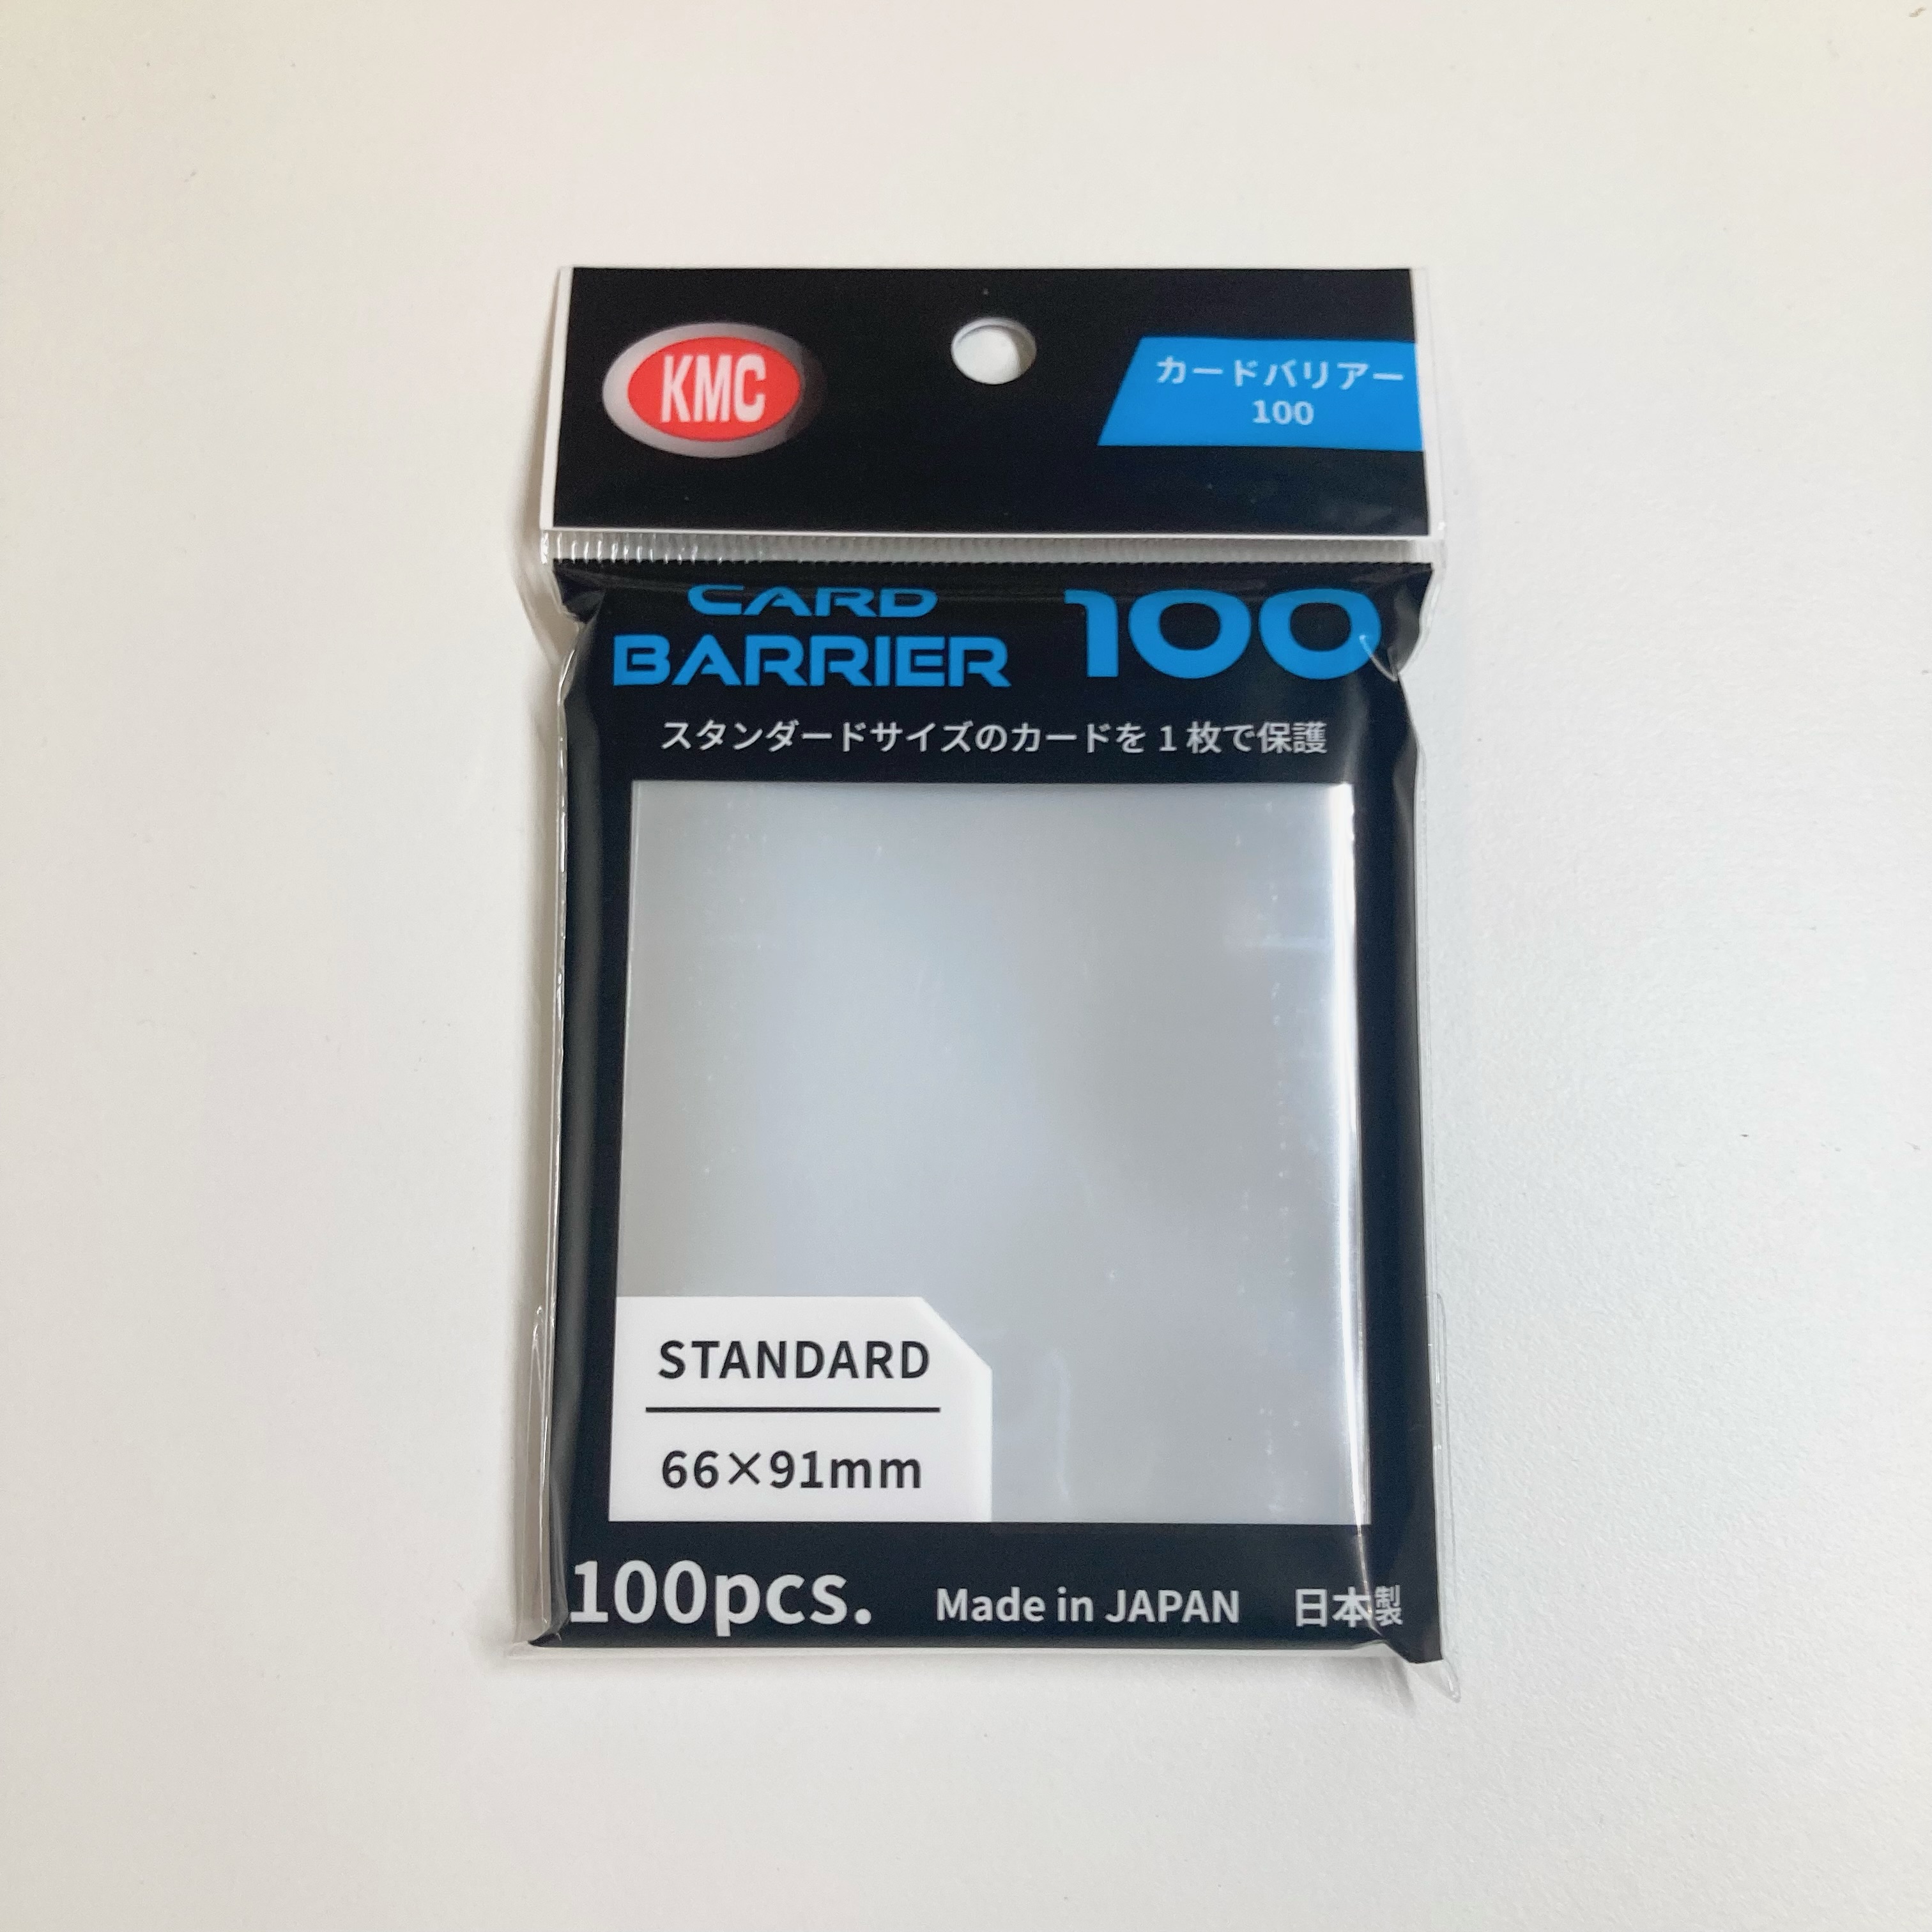 KMC
カードバリアー
100
CARD
BARRIER 100
スタンダードサイズのカードを1枚で保護
STANDARD
66×91mm
100pcs. Made in JAPAN 日本製